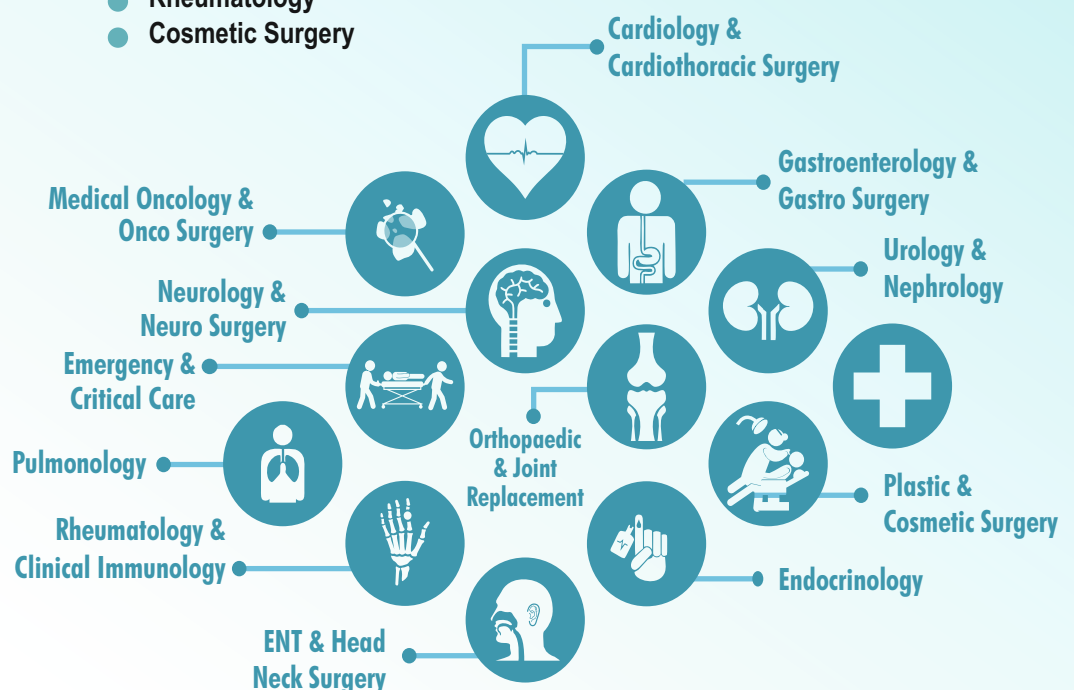 Rheumatology
Cosmetic Surgery
Cardiology &
Cardiothoracic Surgery
Gastroenterology &
Gastro Surgery
Medical Oncology &
Onco Surgery
Urology &
Nephrology
Neurology &
Neuro Surgery
Emergency &
Critical Care
Orthopaedic
& Joint
Replacement
Pulmonology
Plastic &
Cosmetic Surgery
Rheumatology &
Clinical Immunology
Endocrinology
ENT & Head
Neck Surgery